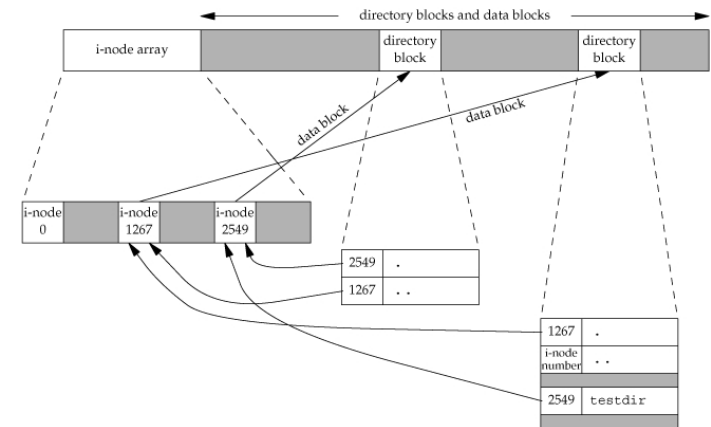 directory blocks and data blocks
i-node array
directory
block
directory
block
data block
data block
i-node
0
i-node
1267
i-node
2549
2549 .
1267 ..
1267 .
i-node
number ..
2549 testdir